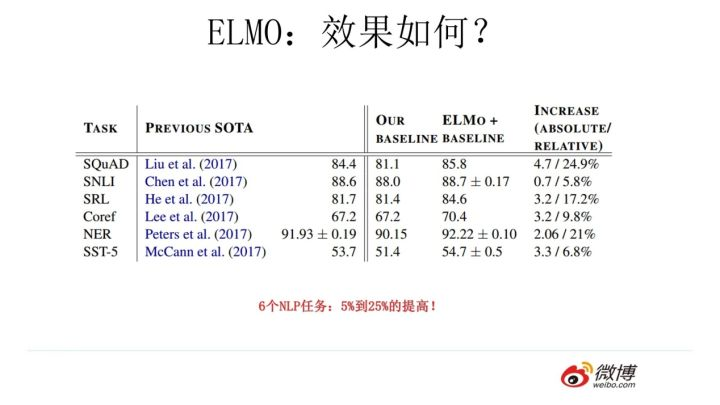 ELMO：效果如何？
TASK PREVIOUS SOTA OUR BASELINE ELMO + BASELINE INCREASE (ABSOLUTE/ RELATIVE)
SQuAD Liu et al. (2017) 84.4 81.1 85.8 4.7 / 24.9%
SNLI Chen et al. (2017) 88.6 88.0 88.7 ± 0.17 0.7 / 5.8%
SRL He et al. (2017) 81.7 81.4 84.6 3.2 / 17.2%
Coref Lee et al. (2017) 67.2 67.2 70.4 3.2 / 9.8%
NER Peters et al. (2017) 91.93 ± 0.19 90.15 92.22 ± 0.10 2.06 / 21%
SST-5 McCann et al. (2017) 53.7 51.4 54.7 ± 0.5 3.3 / 6.8%
6个NLP任务：5%到25%的提高！
微博
weibo.com